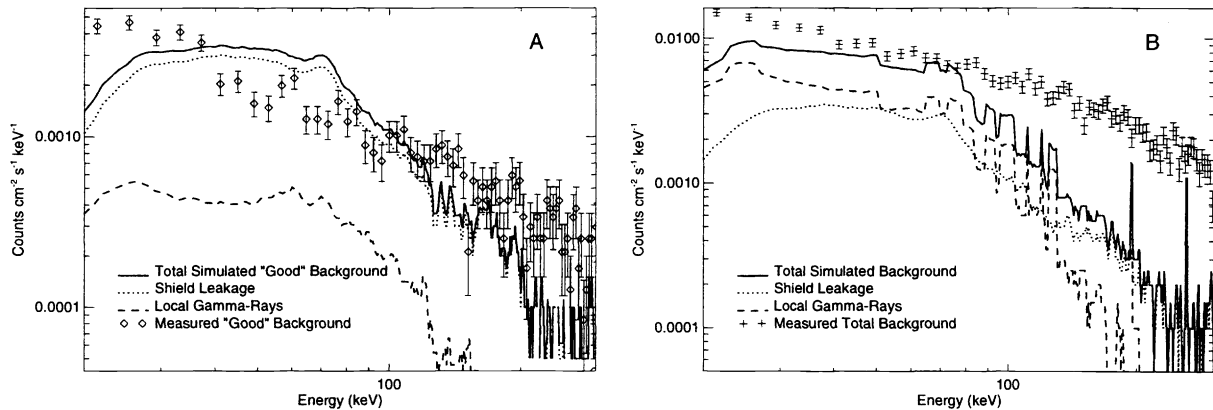 A
Counts cm-2 s-1 keV-1
0.0010
0.0001
Total Simulated "Good" Background
Shield Leakage
Local Gamma-Rays
Measured "Good" Background
100
Energy (keV)
B
Counts cm-2 s-1 keV-1
0.0100
0.0010
0.0001
Total Simulated Background
Shield Leakage
Local Gamma-Rays
Measured Total Background
100
Energy (keV)